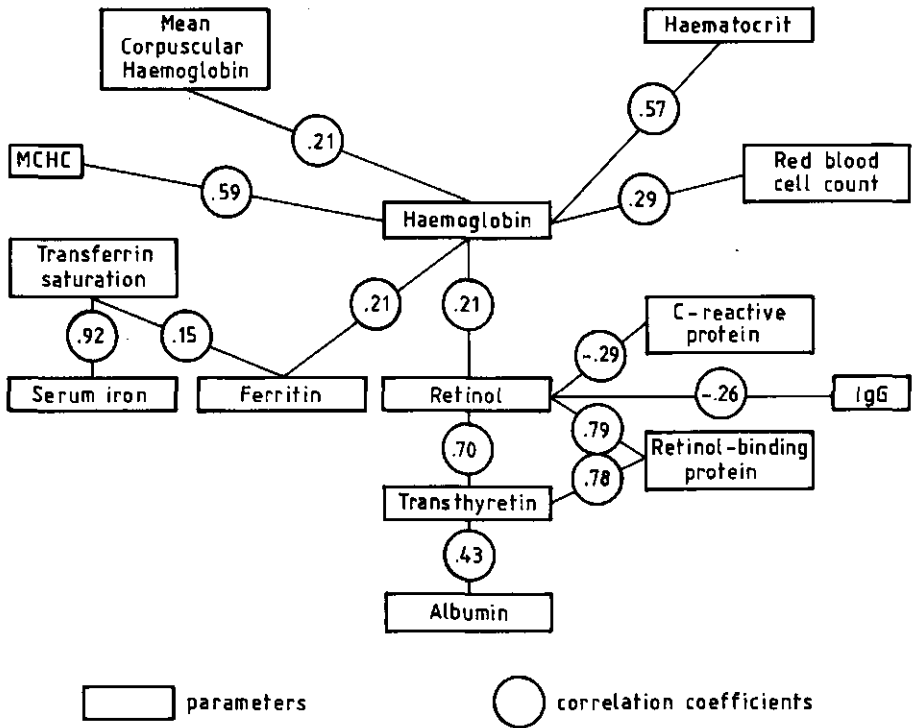 Mean
Corpuscular
Haemoglobin
Haematocrit
.21
.57
MCHC
.59
.29
Red blood
cell count
Haemoglobin
Transferrin
saturation
.92
.15
.21
.21
C-reactive
protein
-.29
Serum iron
Ferritin
Retinol
-.26
IgG
.79
.70
Retinol-binding
protein
.78
Transthyretin
.43
Albumin
parameters
correlation coefficients